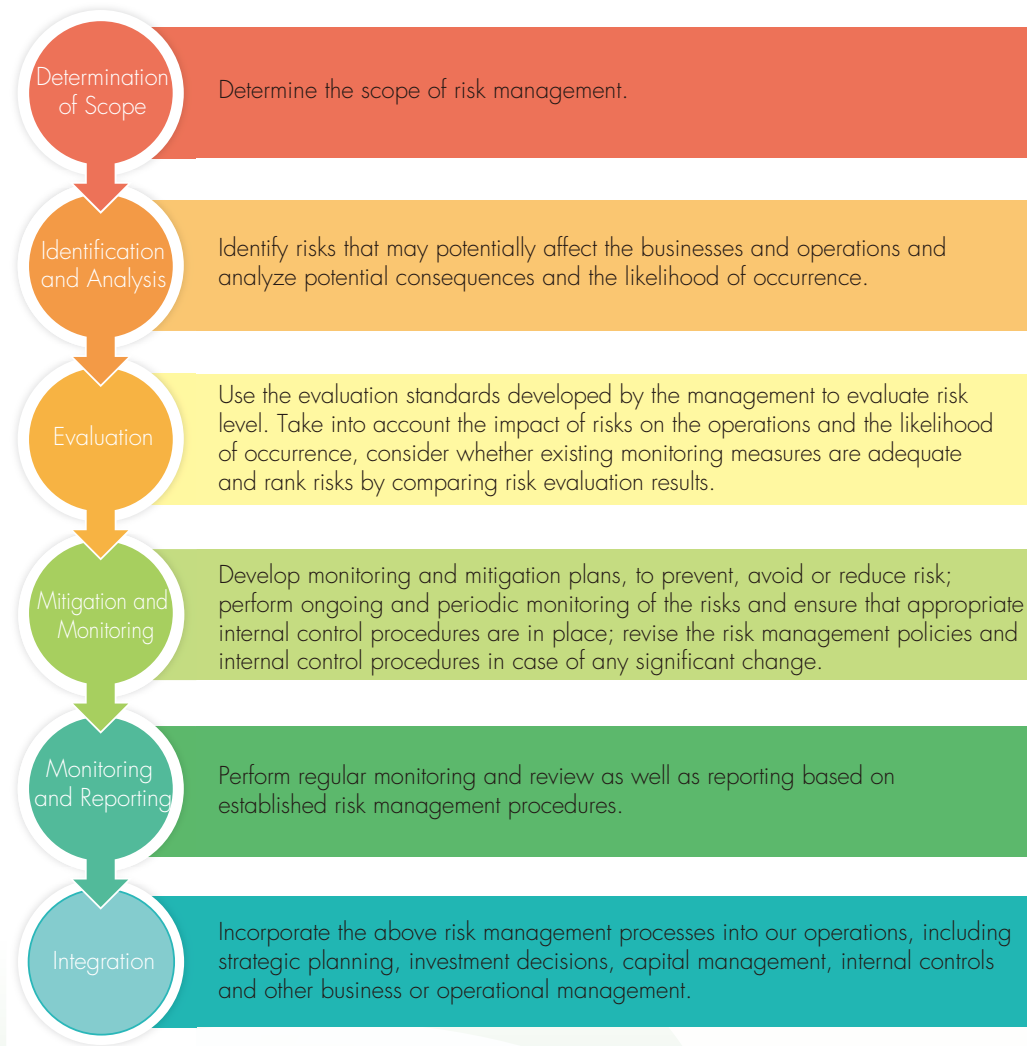 Determination
of Scope
Determine the scope of risk management.
Identification
and Analysis
Identify risks that may potentially affect the businesses and operations and
analyze potential consequences and the likelihood of occurrence.
Evaluation
Use the evaluation standards developed by the management to evaluate risk
level. Take into account the impact of risks on the operations and the likelihood
of occurrence, consider whether existing monitoring measures are adequate
and rank risks by comparing risk evaluation results.
Mitigation and
Monitoring
Develop monitoring and mitigation plans, to prevent, avoid or reduce risk;
perform ongoing and periodic monitoring of the risks and ensure that appropriate
internal control procedures are in place; revise the risk management policies and
internal control procedures in case of any significant change.
Monitoring
and Reporting
Perform regular monitoring and review as well as reporting based on
established risk management procedures.
Integration
Incorporate the above risk management processes into our operations, including
strategic planning, investment decisions, capital management, internal controls
and other business or operational management.